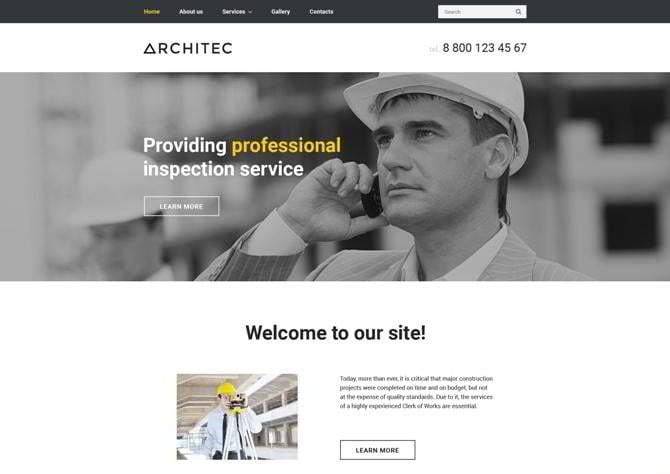 Home About us Services Gallery Contacts Search
ARCHITEC
tel. 8 800 123 45 67
Providing professional
inspection service
LEARN MORE
Welcome to our site!
Today, more than ever, it is critical that major construction
projects were completed on time and on budget, but not
at the expense of quality standards. Due to it, the services
of a highly experienced Clerk of Works are essential.
LEARN MORE